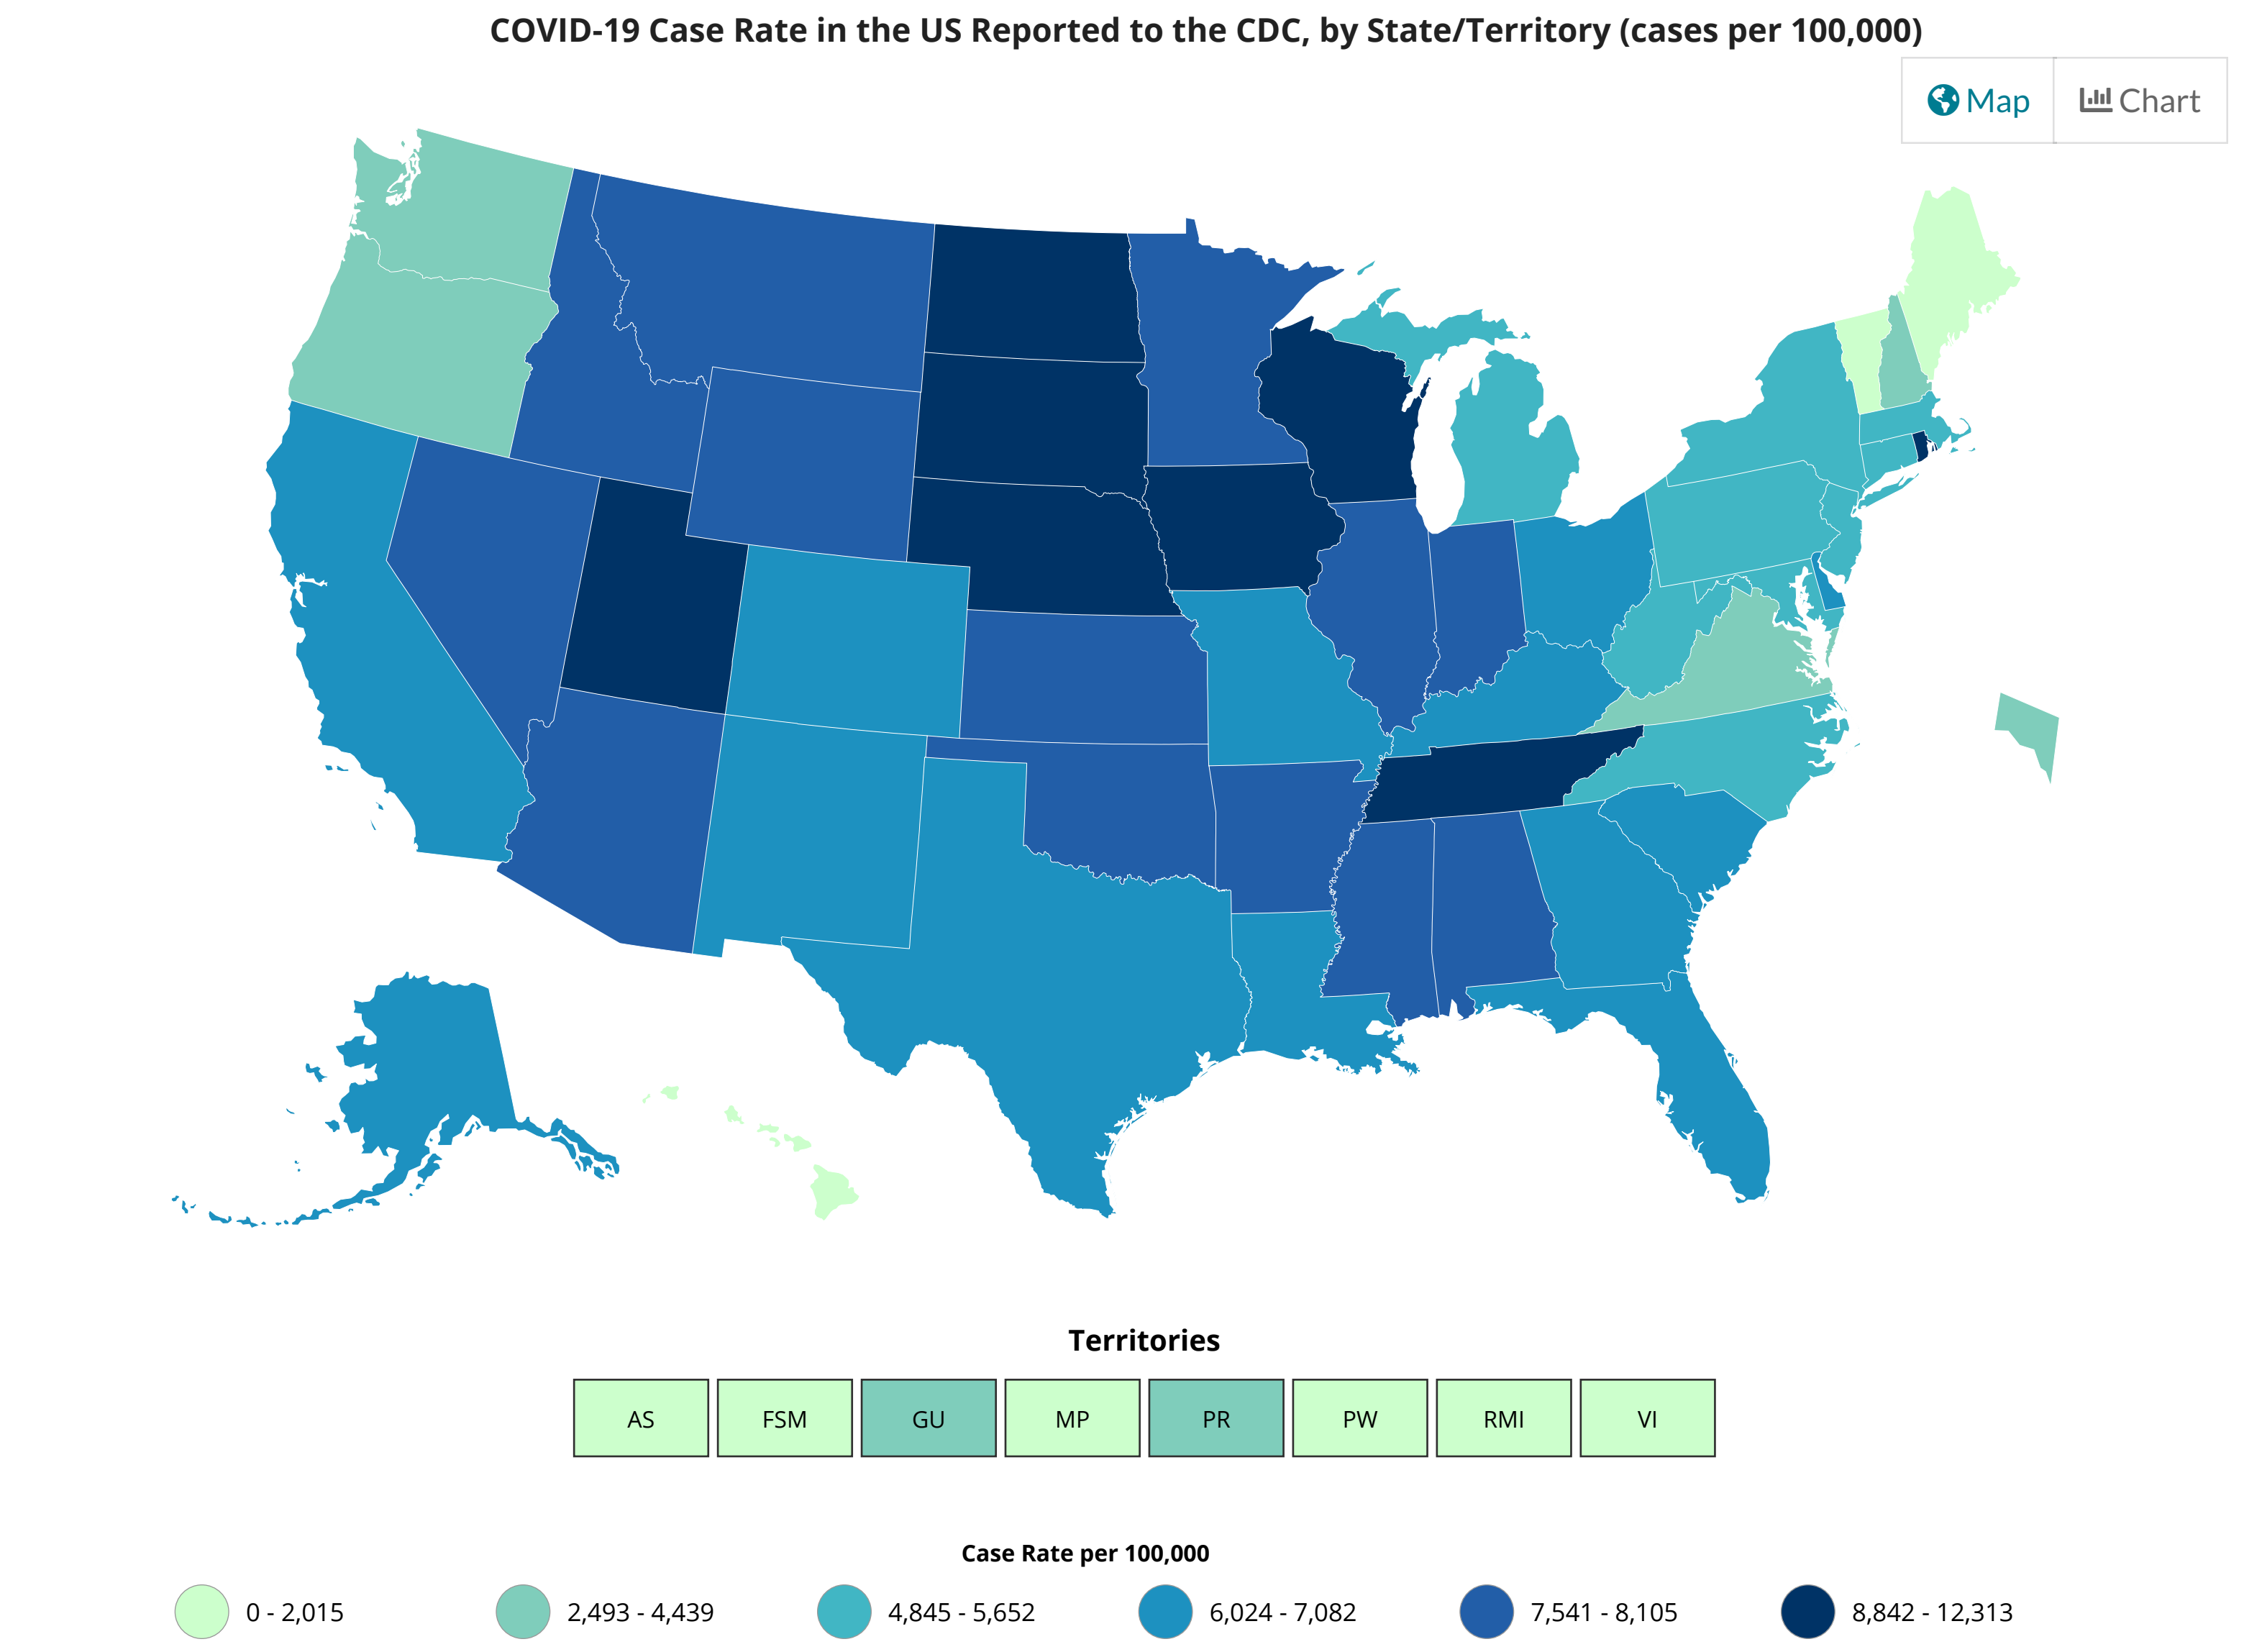 COVID-19 Case Rate in the US Reported to the CDC, by State/Territory (cases per 100,000)
Map Chart
Territories
AS FSM GU MP PR PW RMI VI
Case Rate per 100,000
0 - 2,015 2,493 - 4,439 4,845 - 5,652 6,024 - 7,082 7,541 - 8,105 8,842 - 12,313